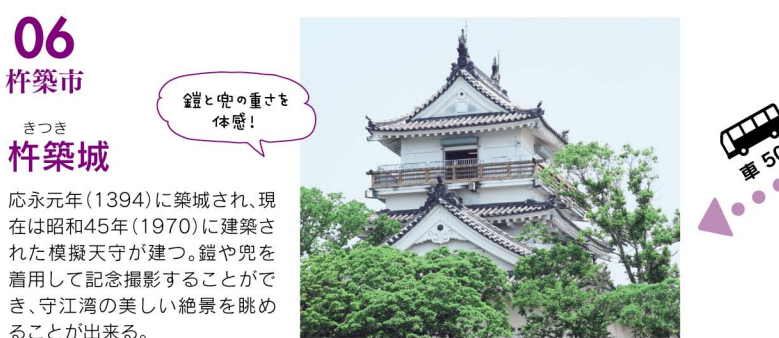 06
杵築市
鎧と兜の重さを
体感!
きつき
杵築城
応永元年(1394)に築城され、現
在は昭和45年(1970)に建築さ
れた模擬天守が建つ。鎧や兜を
着用して記念撮影することがで
き、守江湾の美しい絶景を眺め
ることが出来る。
車 50